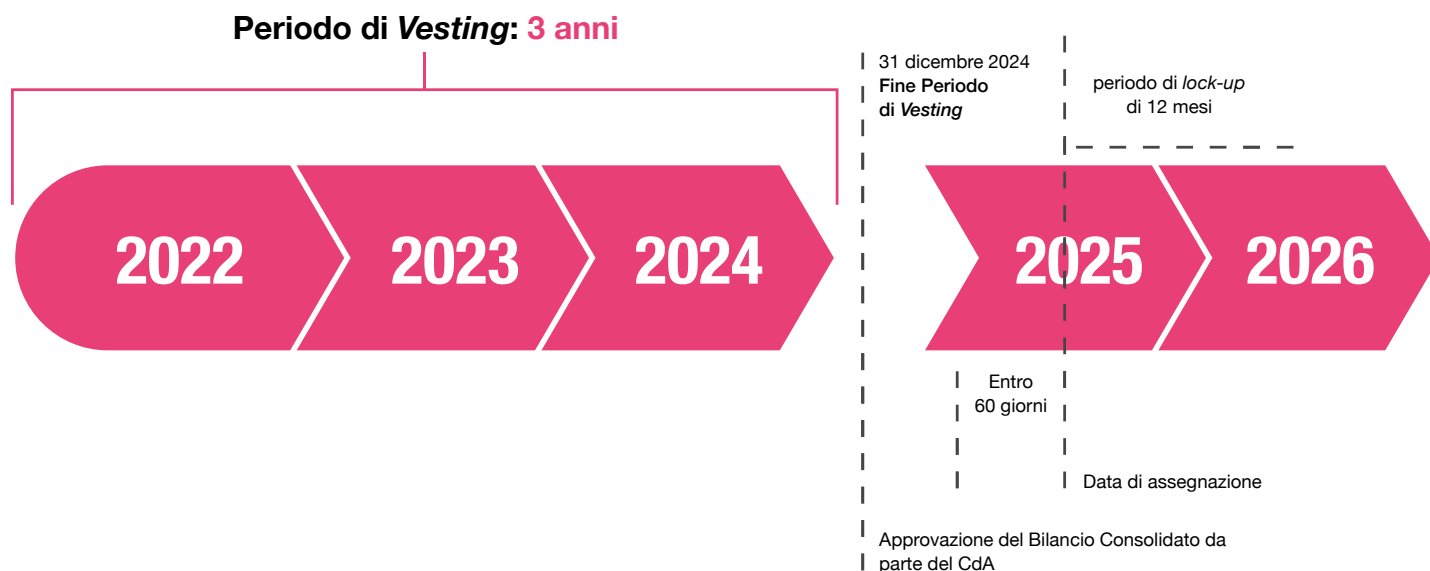 Periodo di Vesting: 3 anni
31 dicembre 2024
Fine Periodo
di Vesting
periodo di lock-up
di 12 mesi
2022
2023
2024
2025
2026
Entro
60 giorni
Data di assegnazione
Approvazione del Bilancio Consolidato da
parte del CdA